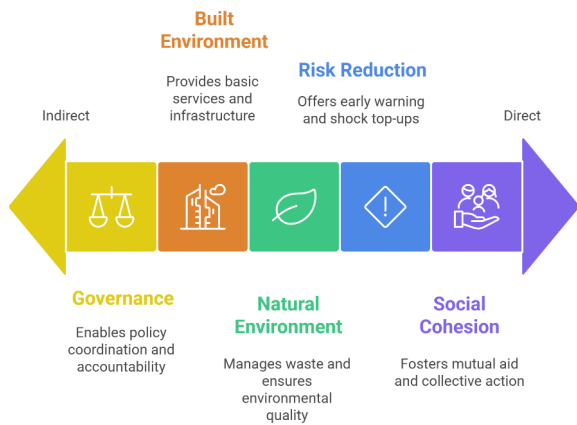 Built
Environment
Provides basic
services and
infrastructure
Risk Reduction
Offers early warning
and shock top-ups
Indirect
Direct
Governance
Enables policy
coordination and
accountability
Natural
Environment
Manages waste and
ensures
environmental
quality
Social
Cohesion
Fosters mutual aid
and collective action